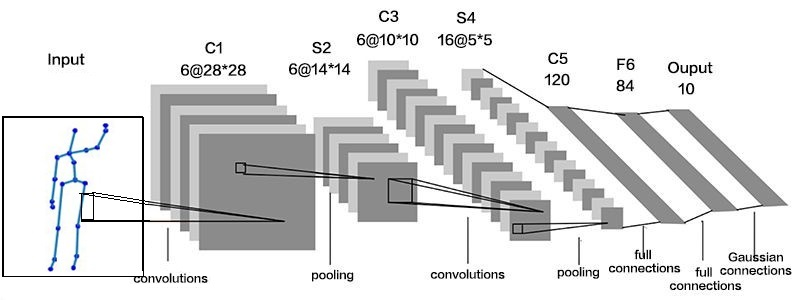 Input
C1
6@28*28
S2
6@14*14
C3
6@10*10
S4
16@5*5
C5
120
F6
84
Ouput
10
convolutions
pooling
convolutions
pooling
full
connections
full
connections
Gaussian
connections